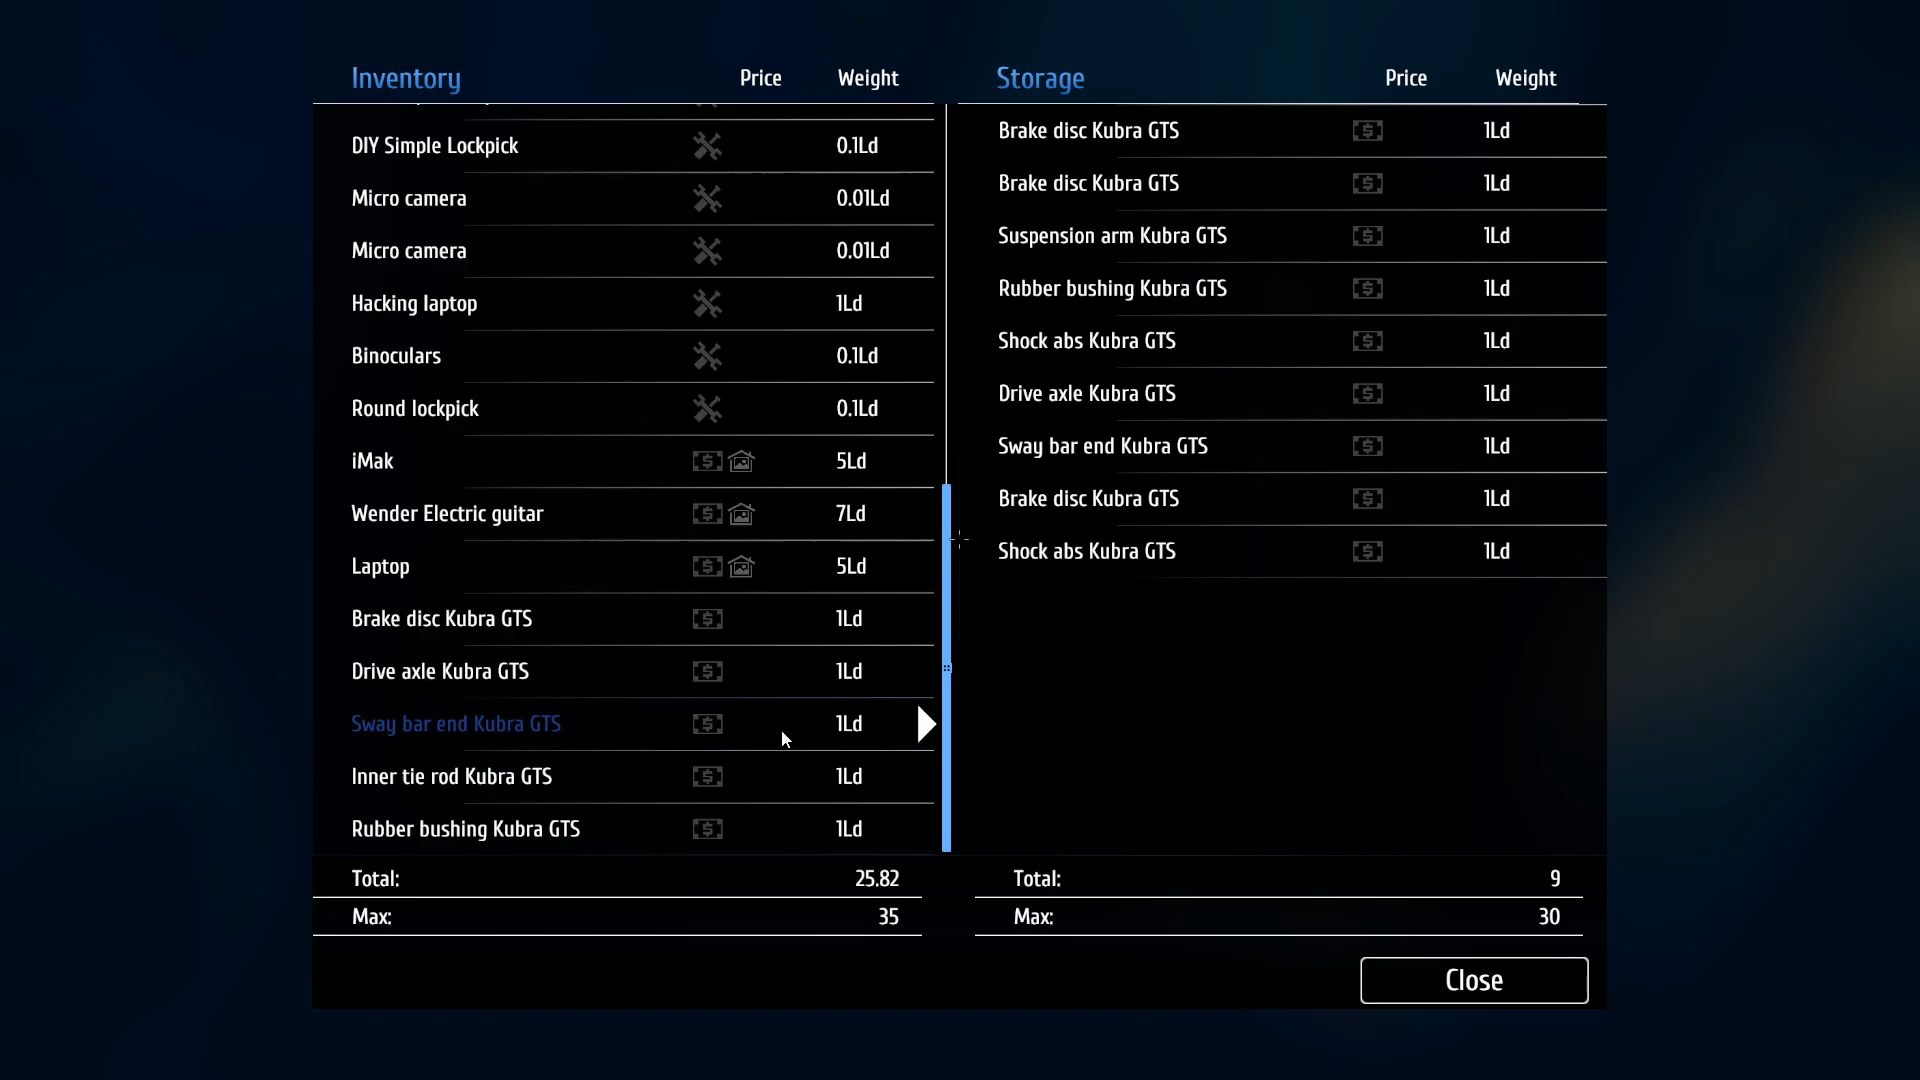 Inventory Price Weight
DIY Simple Lockpick 0.1Ld
Micro camera 0.01Ld
Micro camera 0.01Ld
Hacking laptop 1Ld
Binoculars 0.1Ld
Round lockpick 0.1Ld
iMak 5Ld
Wender Electric guitar 7Ld
Laptop 5Ld
Brake disc Kubra GTS 1Ld
Drive axle Kubra GTS 1Ld
Sway bar end Kubra GTS 1Ld
Inner tie rod Kubra GTS 1Ld
Rubber bushing Kubra GTS 1Ld
Total: 25.82
Max: 35
Storage Price Weight
Brake disc Kubra GTS 1Ld
Brake disc Kubra GTS 1Ld
Suspension arm Kubra GTS 1Ld
Rubber bushing Kubra GTS 1Ld
Shock abs Kubra GTS 1Ld
Drive axle Kubra GTS 1Ld
Sway bar end Kubra GTS 1Ld
Brake disc Kubra GTS 1Ld
Shock abs Kubra GTS 1Ld
Total: 9
Max: 30
Close